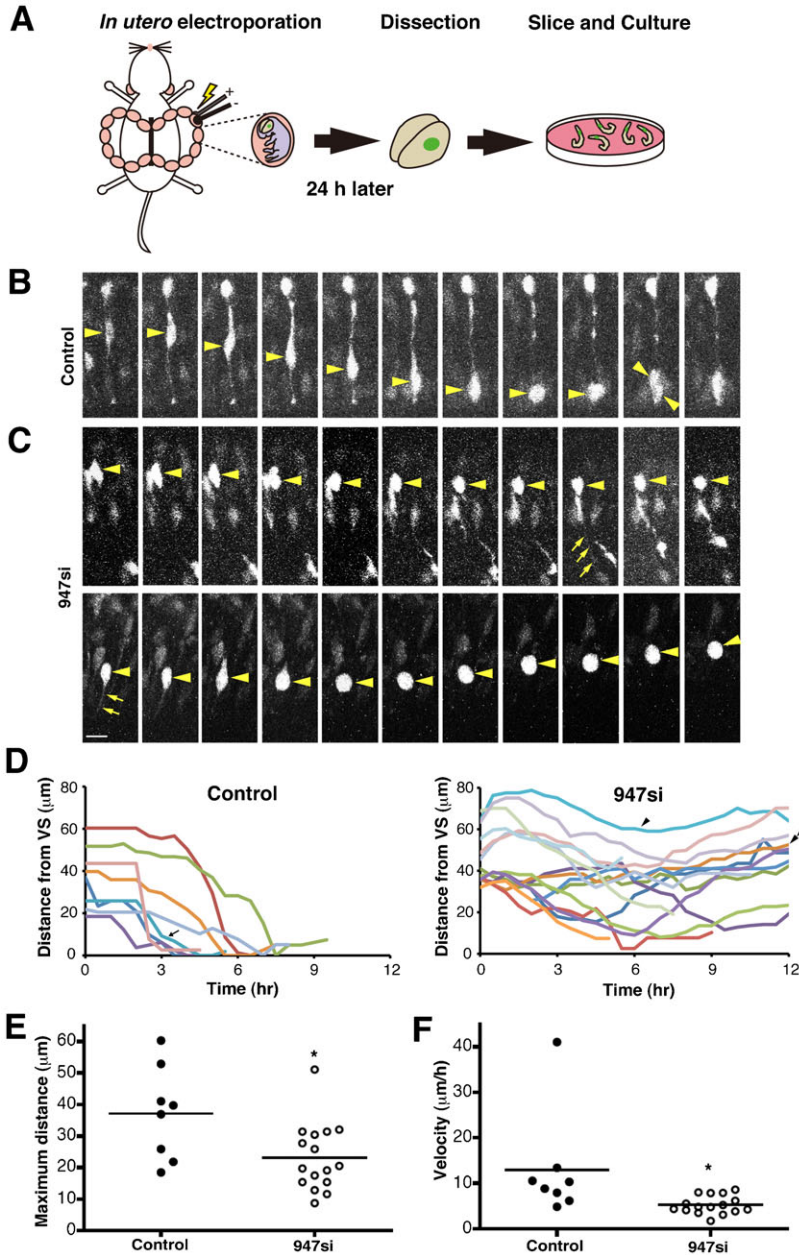 A
In utero electroporation
Dissection
Slice and Culture
+
-
24 h later
B
Control
C
947si
D
Control
Distance from VS (μm)
80
60
40
20
0
0 3 6 9 12
Time (hr)
947si
Distance from VS (μm)
80
60
40
20
0
0 3 6 9 12
Time (hr)
E
Maximum distance (μm)
60
50
40
30
20
10
0
*
Control 947si
F
Velocity (μm/h)
40
30
20
10
0
*
Control 947si